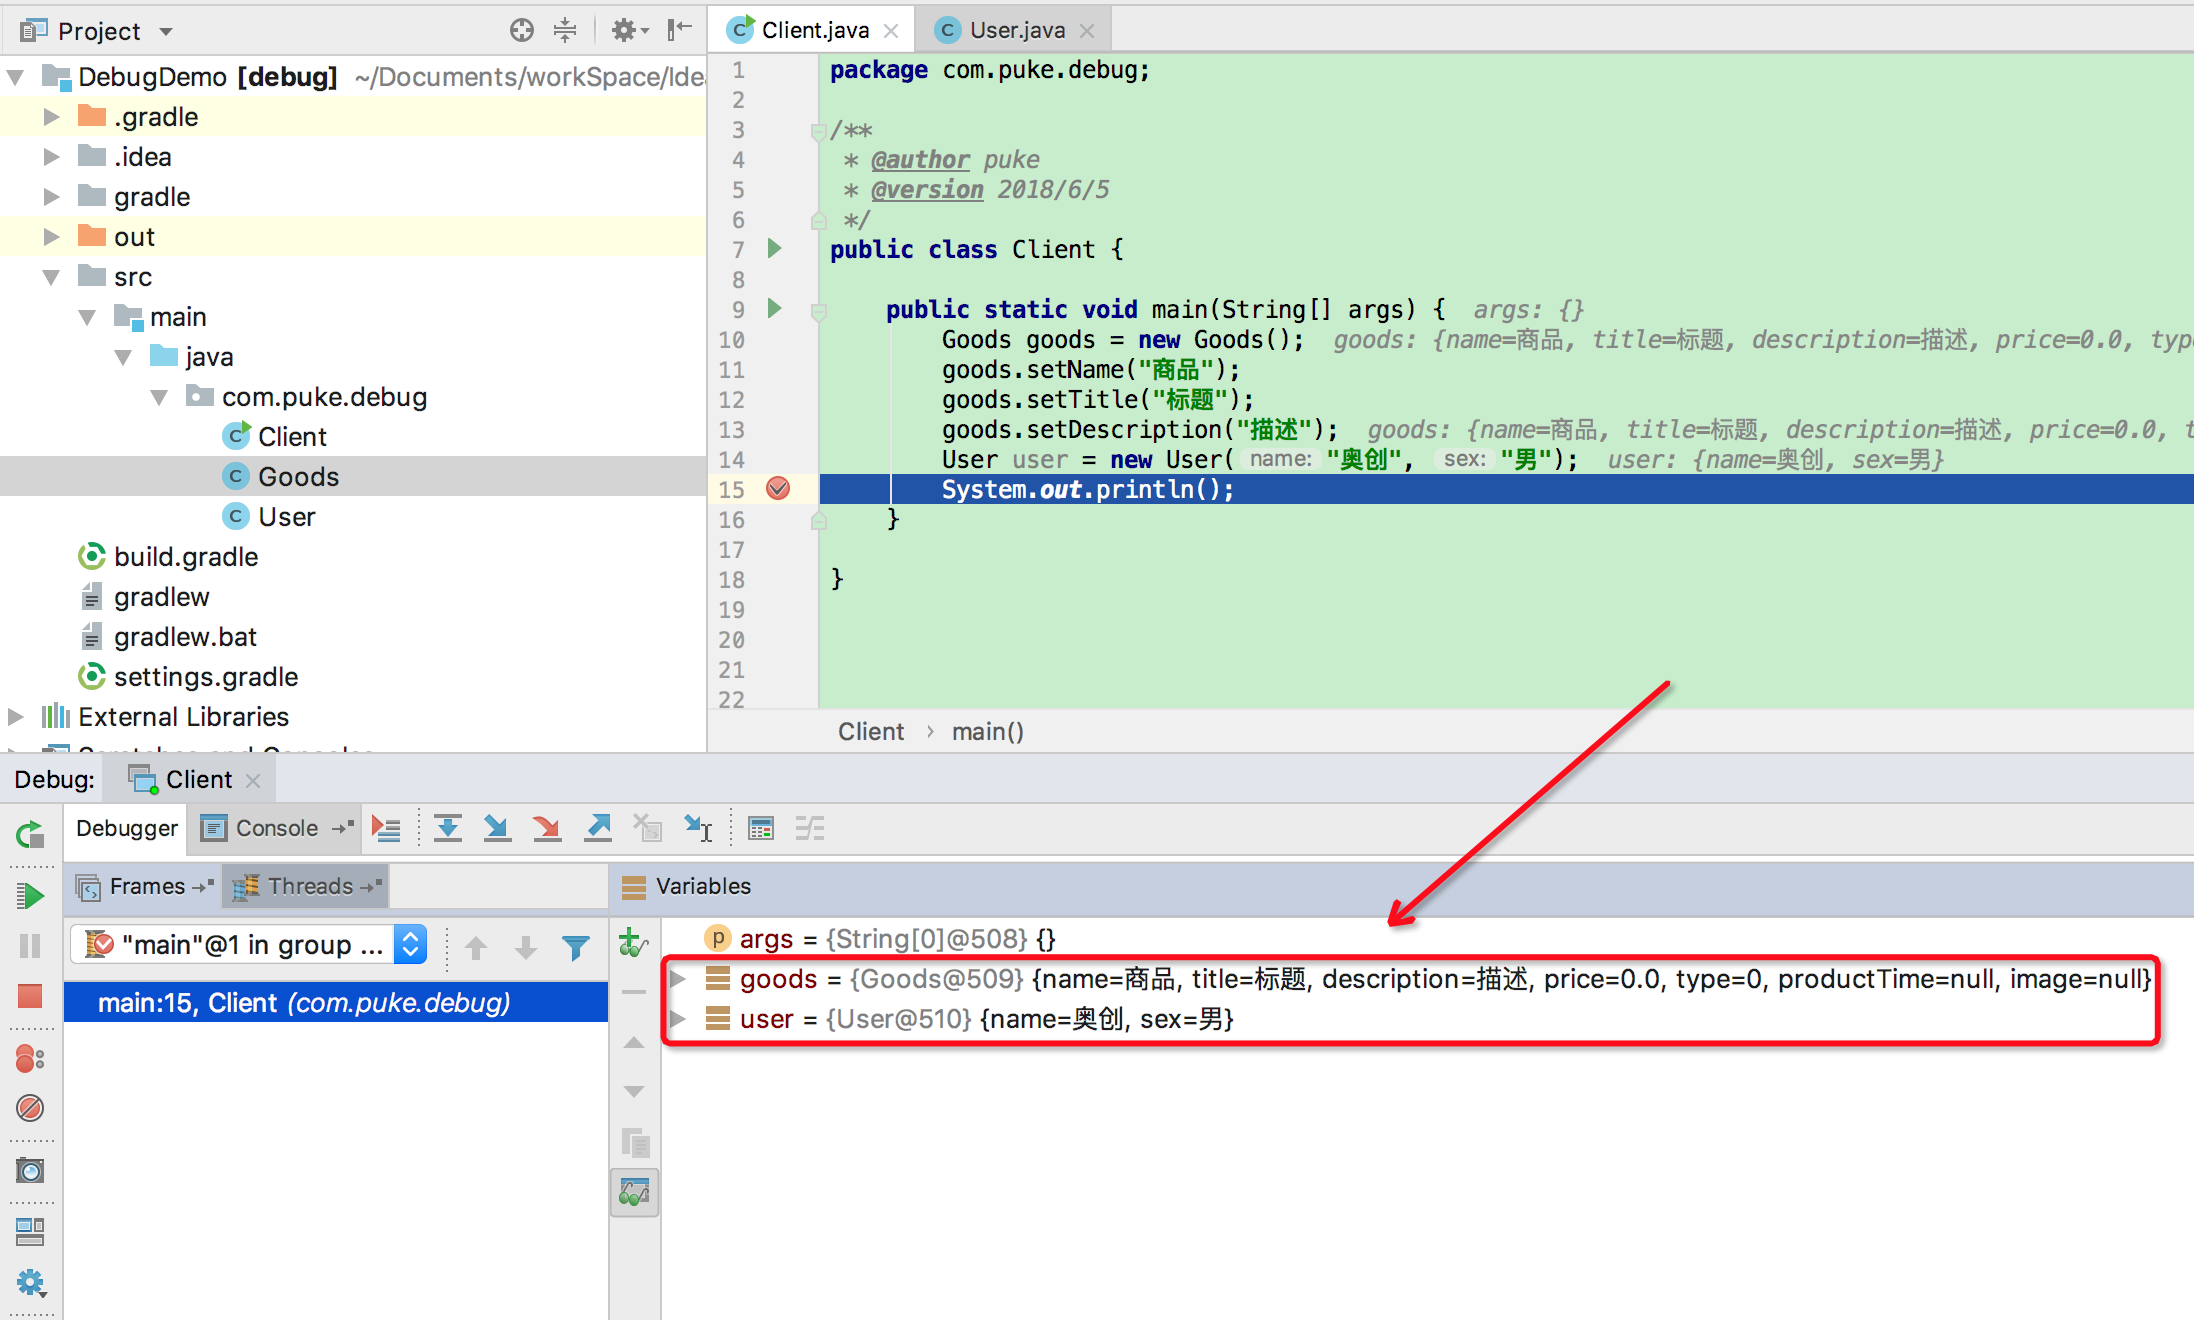 Project
DebugDemo [debug] ~/Documents/workSpace/Ide
.gradle
.idea
gradle
out
src
main
java
com.puke.debug
Client
Goods
User
build.gradle
gradlew
gradlew.bat
settings.gradle
External Libraries
Scratches and Consoles
Client.java
User.java
1 package com.puke.debug;
2
3 /**
4 * @author puke
5 * @version 2018/6/5
6 */
7 public class Client {
8
9 public static void main(String[] args) { args: {}
10 Goods goods = new Goods(); goods: {name=商品, title=标题, description=描述, price=0.0, typ
11 goods.setName("商品");
12 goods.setTitle("标题");
13 goods.setDescription("描述"); goods: {name=商品, title=标题, description=描述, price=0.0, t
14 User user = new User( name: "奥创", sex: "男"); user: {name=奥创, sex=男}
15 System.out.println();
16 }
17
18 }
19
20
21
22
Client › main()
Debug: Client
Debugger Console
Frames Threads
"main"@1 in group ...
main:15, Client (com.puke.debug)
Variables
args = {String[0]@508} {}
goods = {Goods@509} {name=商品, title=标题, description=描述, price=0.0, type=0, productTime=null, image=null}
user = {User@510} {name=奥创, sex=男}